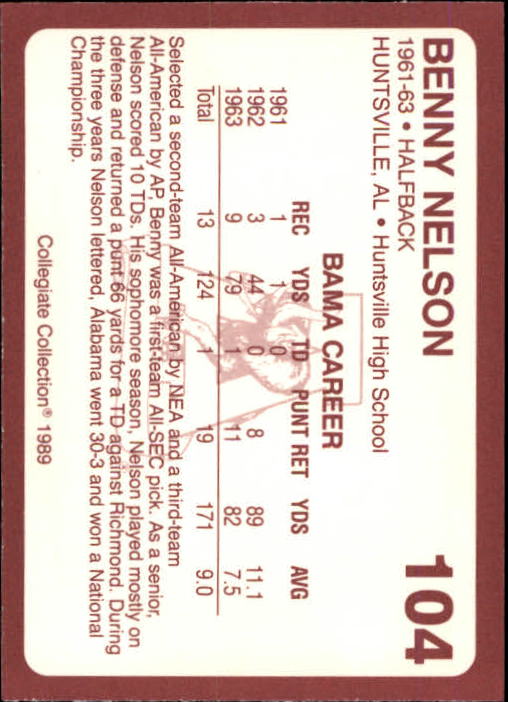 BENNY NELSON 104
1961-63 • HALFBACK
HUNTSVILLE, AL • Huntsville High School
BAMA CAREER
REC YDS TD PUNT RET YDS AVG
1961 1 1 0
1962 3 44 0 8 89 11.1
1963 9 79 1 11 82 7.5
Total 13 124 1 19 171 9.0
Selected a second-team All-American by NEA and a third-team
All-American by AP, Benny was a first-team All-SEC pick. As a senior,
Nelson scored 10 TDs. His sophomore season, Nelson played mostly on
defense and returned a punt 66 yards for a TD against Richmond. During
the three years Nelson lettered, Alabama went 30-3 and won a National
Championship.
Collegiate Collection® 1989